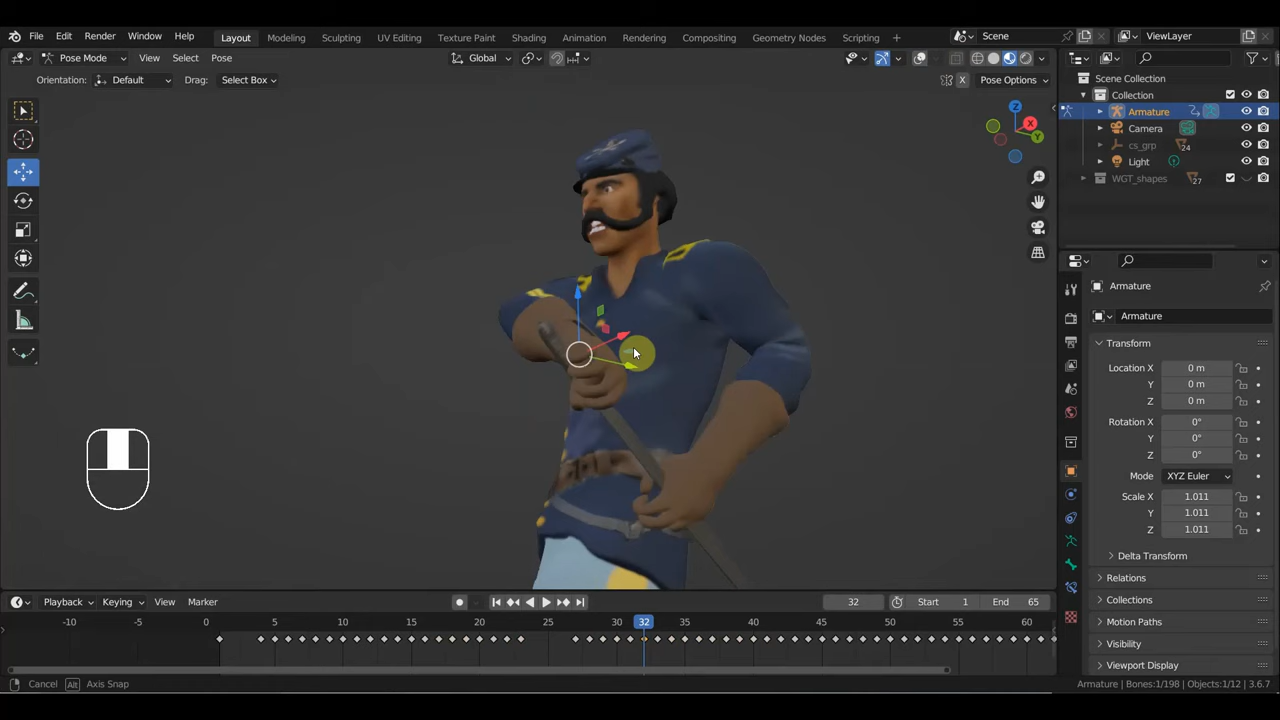 File Edit Render Window Help Layout Modeling Sculpting UV Editing Texture Paint Shading Animation Rendering Compositing Geometry Nodes Scripting + Scene ViewLayer
Pose Mode View Select Pose Global Pose Options
Orientation: Default Drag: Select Box X
Scene Collection
Collection
Armature
Camera
cs_grp 24
Light
WGT_shapes 27
Z
X
Y
Armature
Armature
Transform
Location X 0 m
Y 0 m
Z 0 m
Rotation X 0°
Y 0°
Z 0°
Mode XYZ Euler
Scale X 1.011
Y 1.011
Z 1.011
Delta Transform
Relations
Collections
Motion Paths
Visibility
Viewport Display
Playback Keying View Marker 32 Start 1 End 65
-10 -5 5 10 15 20 25 30 32 35 40 45 50 55 60
Cancel Alt Axis Snap Armature | Bones:1/198 | Objects:1/12 | 3.6.7